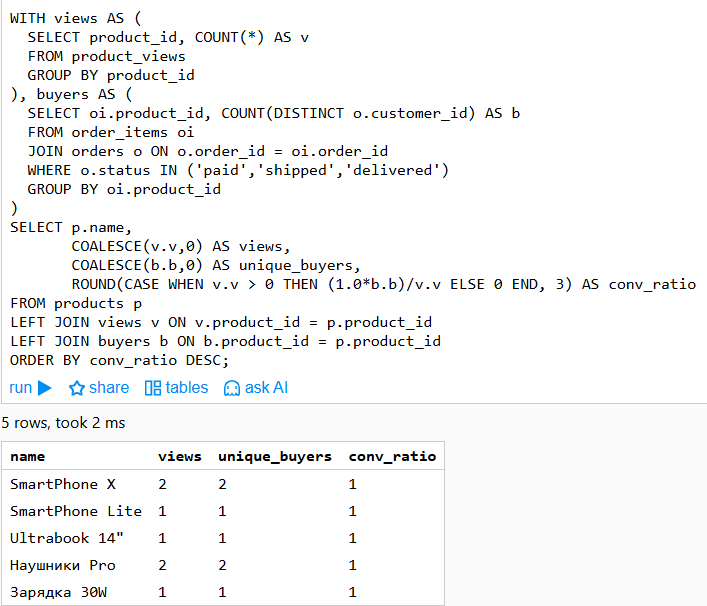 WITH views AS (
  SELECT product_id, COUNT(*) AS v
  FROM product_views
  GROUP BY product_id
), buyers AS (
  SELECT oi.product_id, COUNT(DISTINCT o.customer_id) AS b
  FROM order_items oi
  JOIN orders o ON o.order_id = oi.order_id
  WHERE o.status IN ('paid','shipped','delivered')
  GROUP BY oi.product_id
)
SELECT p.name,
       COALESCE(v.v,0) AS views,
       COALESCE(b.b,0) AS unique_buyers,
       ROUND(CASE WHEN v.v > 0 THEN (1.0*b.b)/v.v ELSE 0 END, 3) AS conv_ratio
FROM products p
LEFT JOIN views v ON v.product_id = p.product_id
LEFT JOIN buyers b ON b.product_id = p.product_id
ORDER BY conv_ratio DESC;
run share tables ask AI
5 rows, took 2 ms
name views unique_buyers conv_ratio
SmartPhone X 2 2 1
SmartPhone Lite 1 1 1
Ultrabook 14" 1 1 1
Наушники Pro 2 2 1
Зарядка 30W 1 1 1